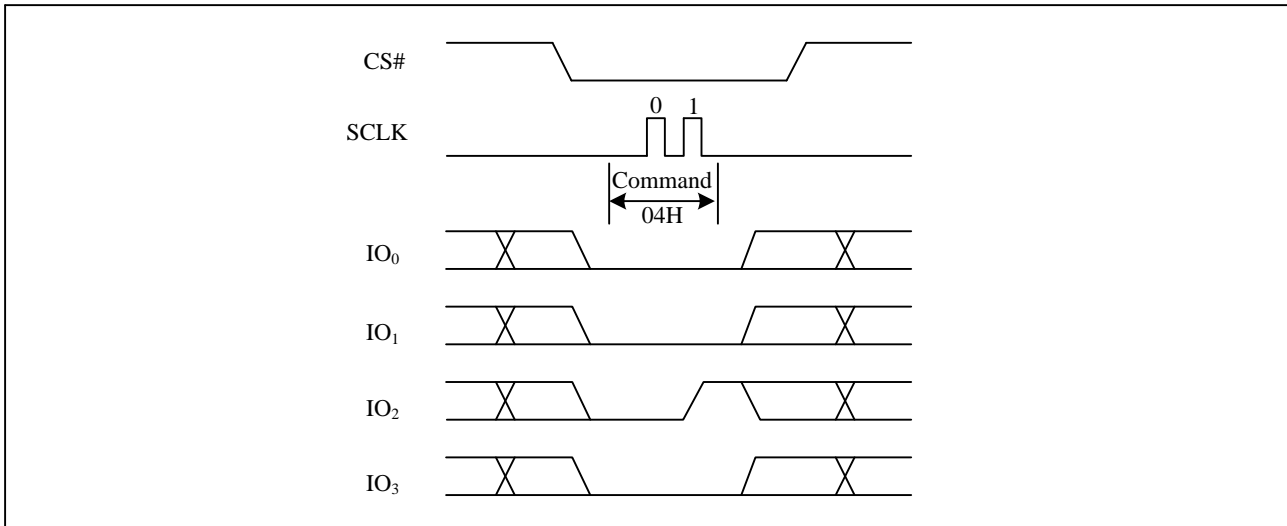 CS#
0 1
SCLK
Command
04H
IO₀
IO₁
IO₂
IO₃